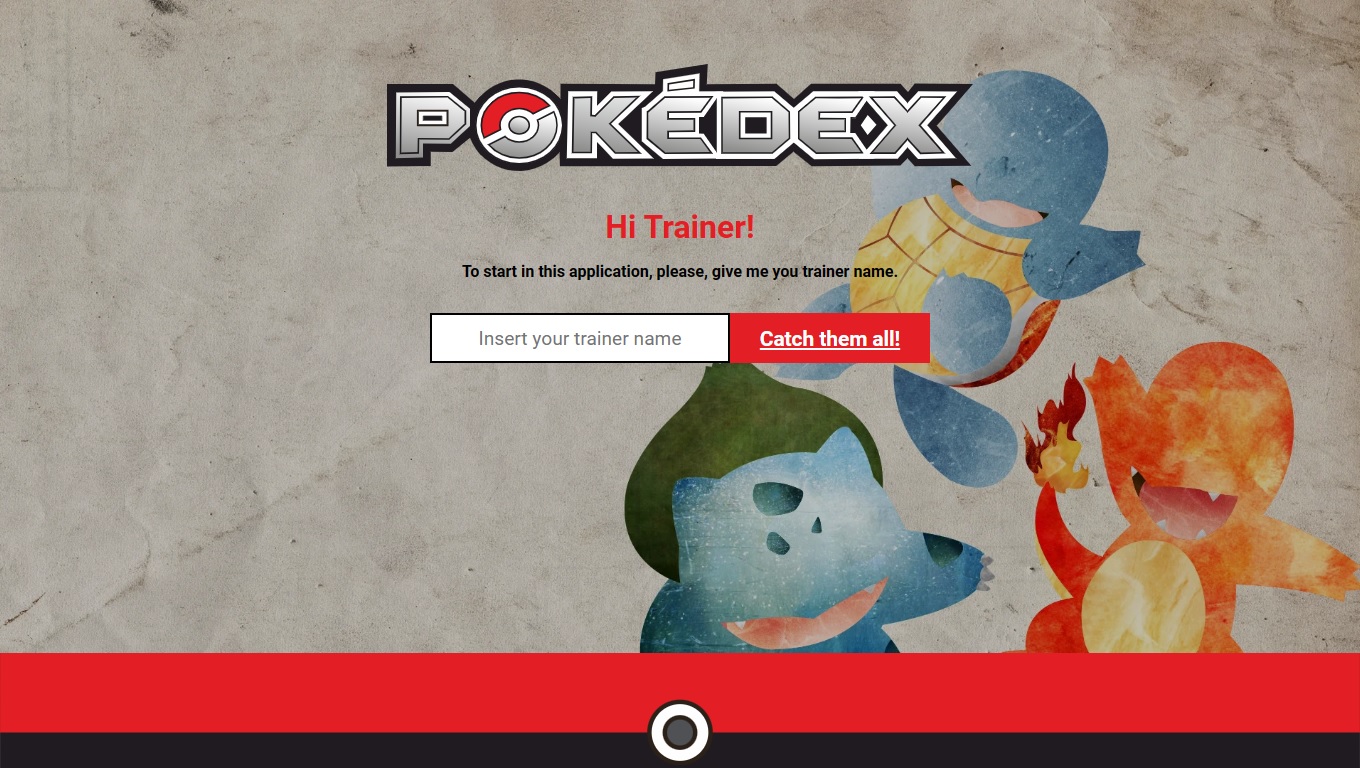 POKÉDEX
Hi Trainer!
To start in this application, please, give me you trainer name.
Insert your trainer name
Catch them all!